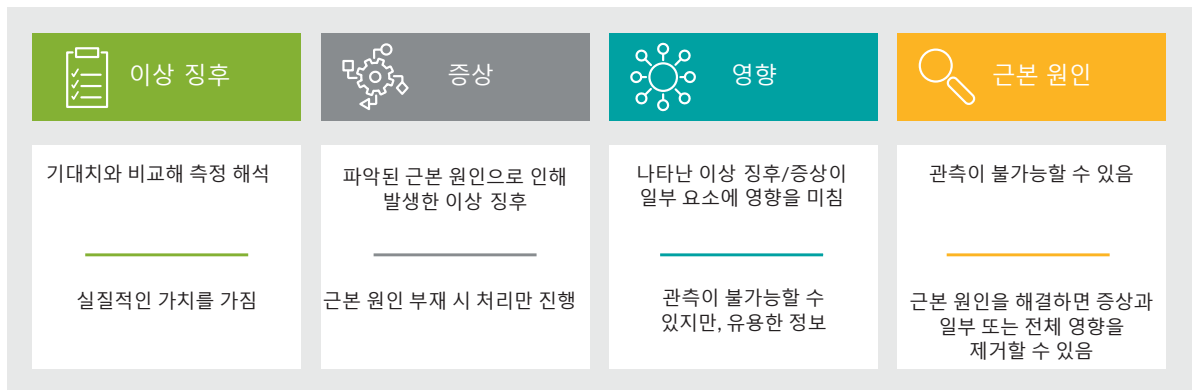 이상 징후
증상
영향
근본 원인
기대치와 비교해 측정 해석
실질적인 가치를 가짐
파악된 근본 원인으로 인해
발생한 이상 징후
근본 원인 부재 시 처리만 진행
나타난 이상 징후/증상이
일부 요소에 영향을 미침
관측이 불가능할 수
있지만, 유용한 정보
관측이 불가능할 수 있음
근본 원인을 해결하면 증상과
일부 또는 전체 영향을
제거할 수 있음